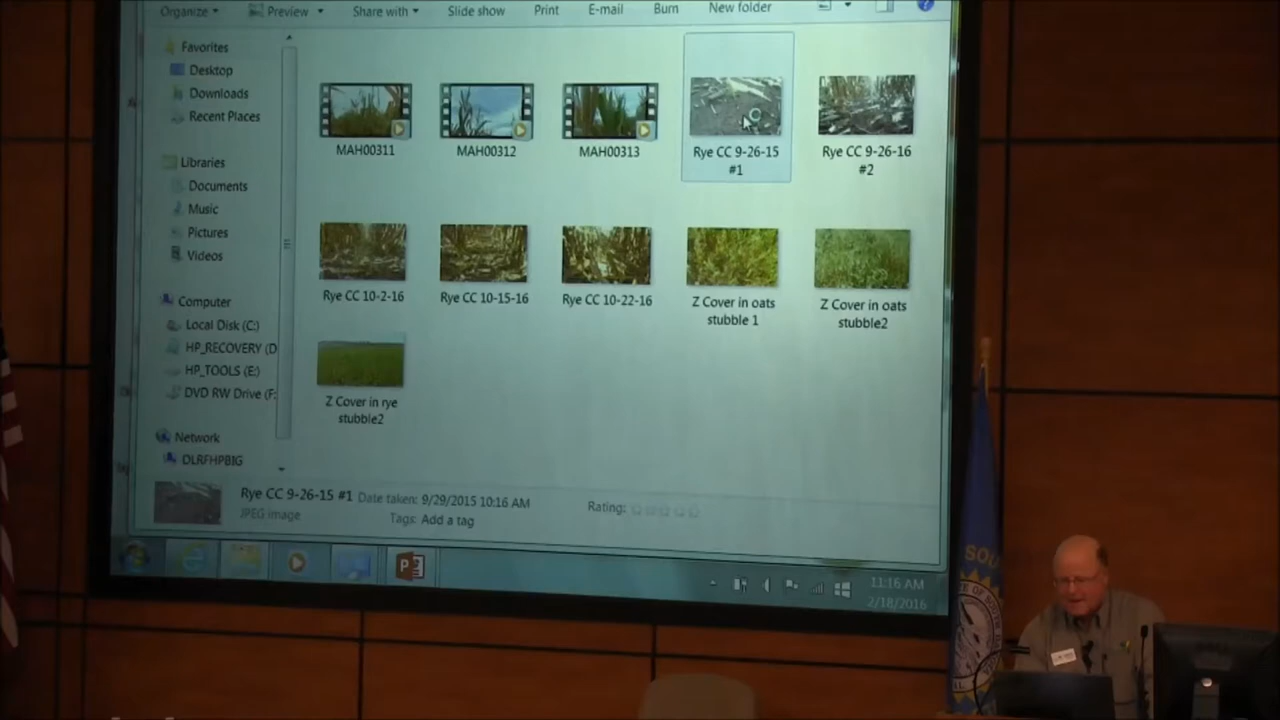 Organize
Preview
Share with
Slide show
Print
E-mail
Burn
New folder
Favorites
Desktop
Downloads
Recent Places
Libraries
Documents
Music
Pictures
Videos
Computer
Local Disk (C:)
HP_RECOVERY (D
HP_TOOLS (E:)
DVD RW Drive (F:
Network
DLRFHPBIG
MAH00311
MAH00312
MAH00313
Rye CC 9-26-15
#1
Rye CC 9-26-16
#2
Rye CC 10-2-16
Rye CC 10-15-16
Rye CC 10-22-16
Z Cover in oats
stubble 1
Z Cover in oats
stubble2
Z Cover in rye
stubble2
Rye CC 9-26-15 #1 Date taken: 9/29/2015 10:16 AM
Rating:
JPEG image
Tags: Add a tag
11:16 AM
2/18/2016
SOU